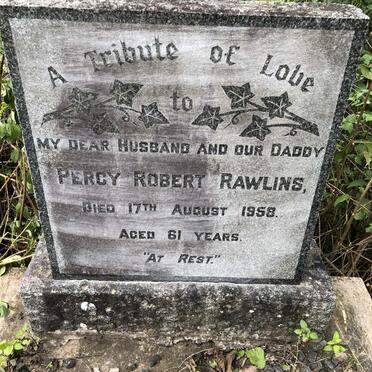 A Tribute of Love
to
MY DEAR HUSBAND AND OUR DADDY
PERCY ROBERT RAWLINS,
DIED 17TH AUGUST 1958.
AGED 61 YEARS.
"AT REST."